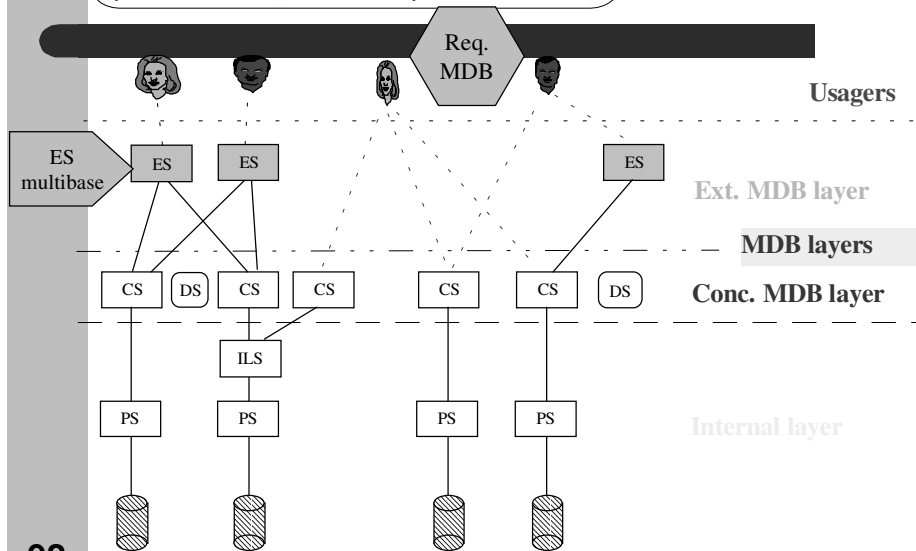 Req.
MDB
Usagers
ES
multibase
ES
ES
ES
Ext. MDB layer
MDB layers
CS
DS
CS
CS
CS
CS
DS
Conc. MDB layer
ILS
PS
PS
PS
PS
Internal layer